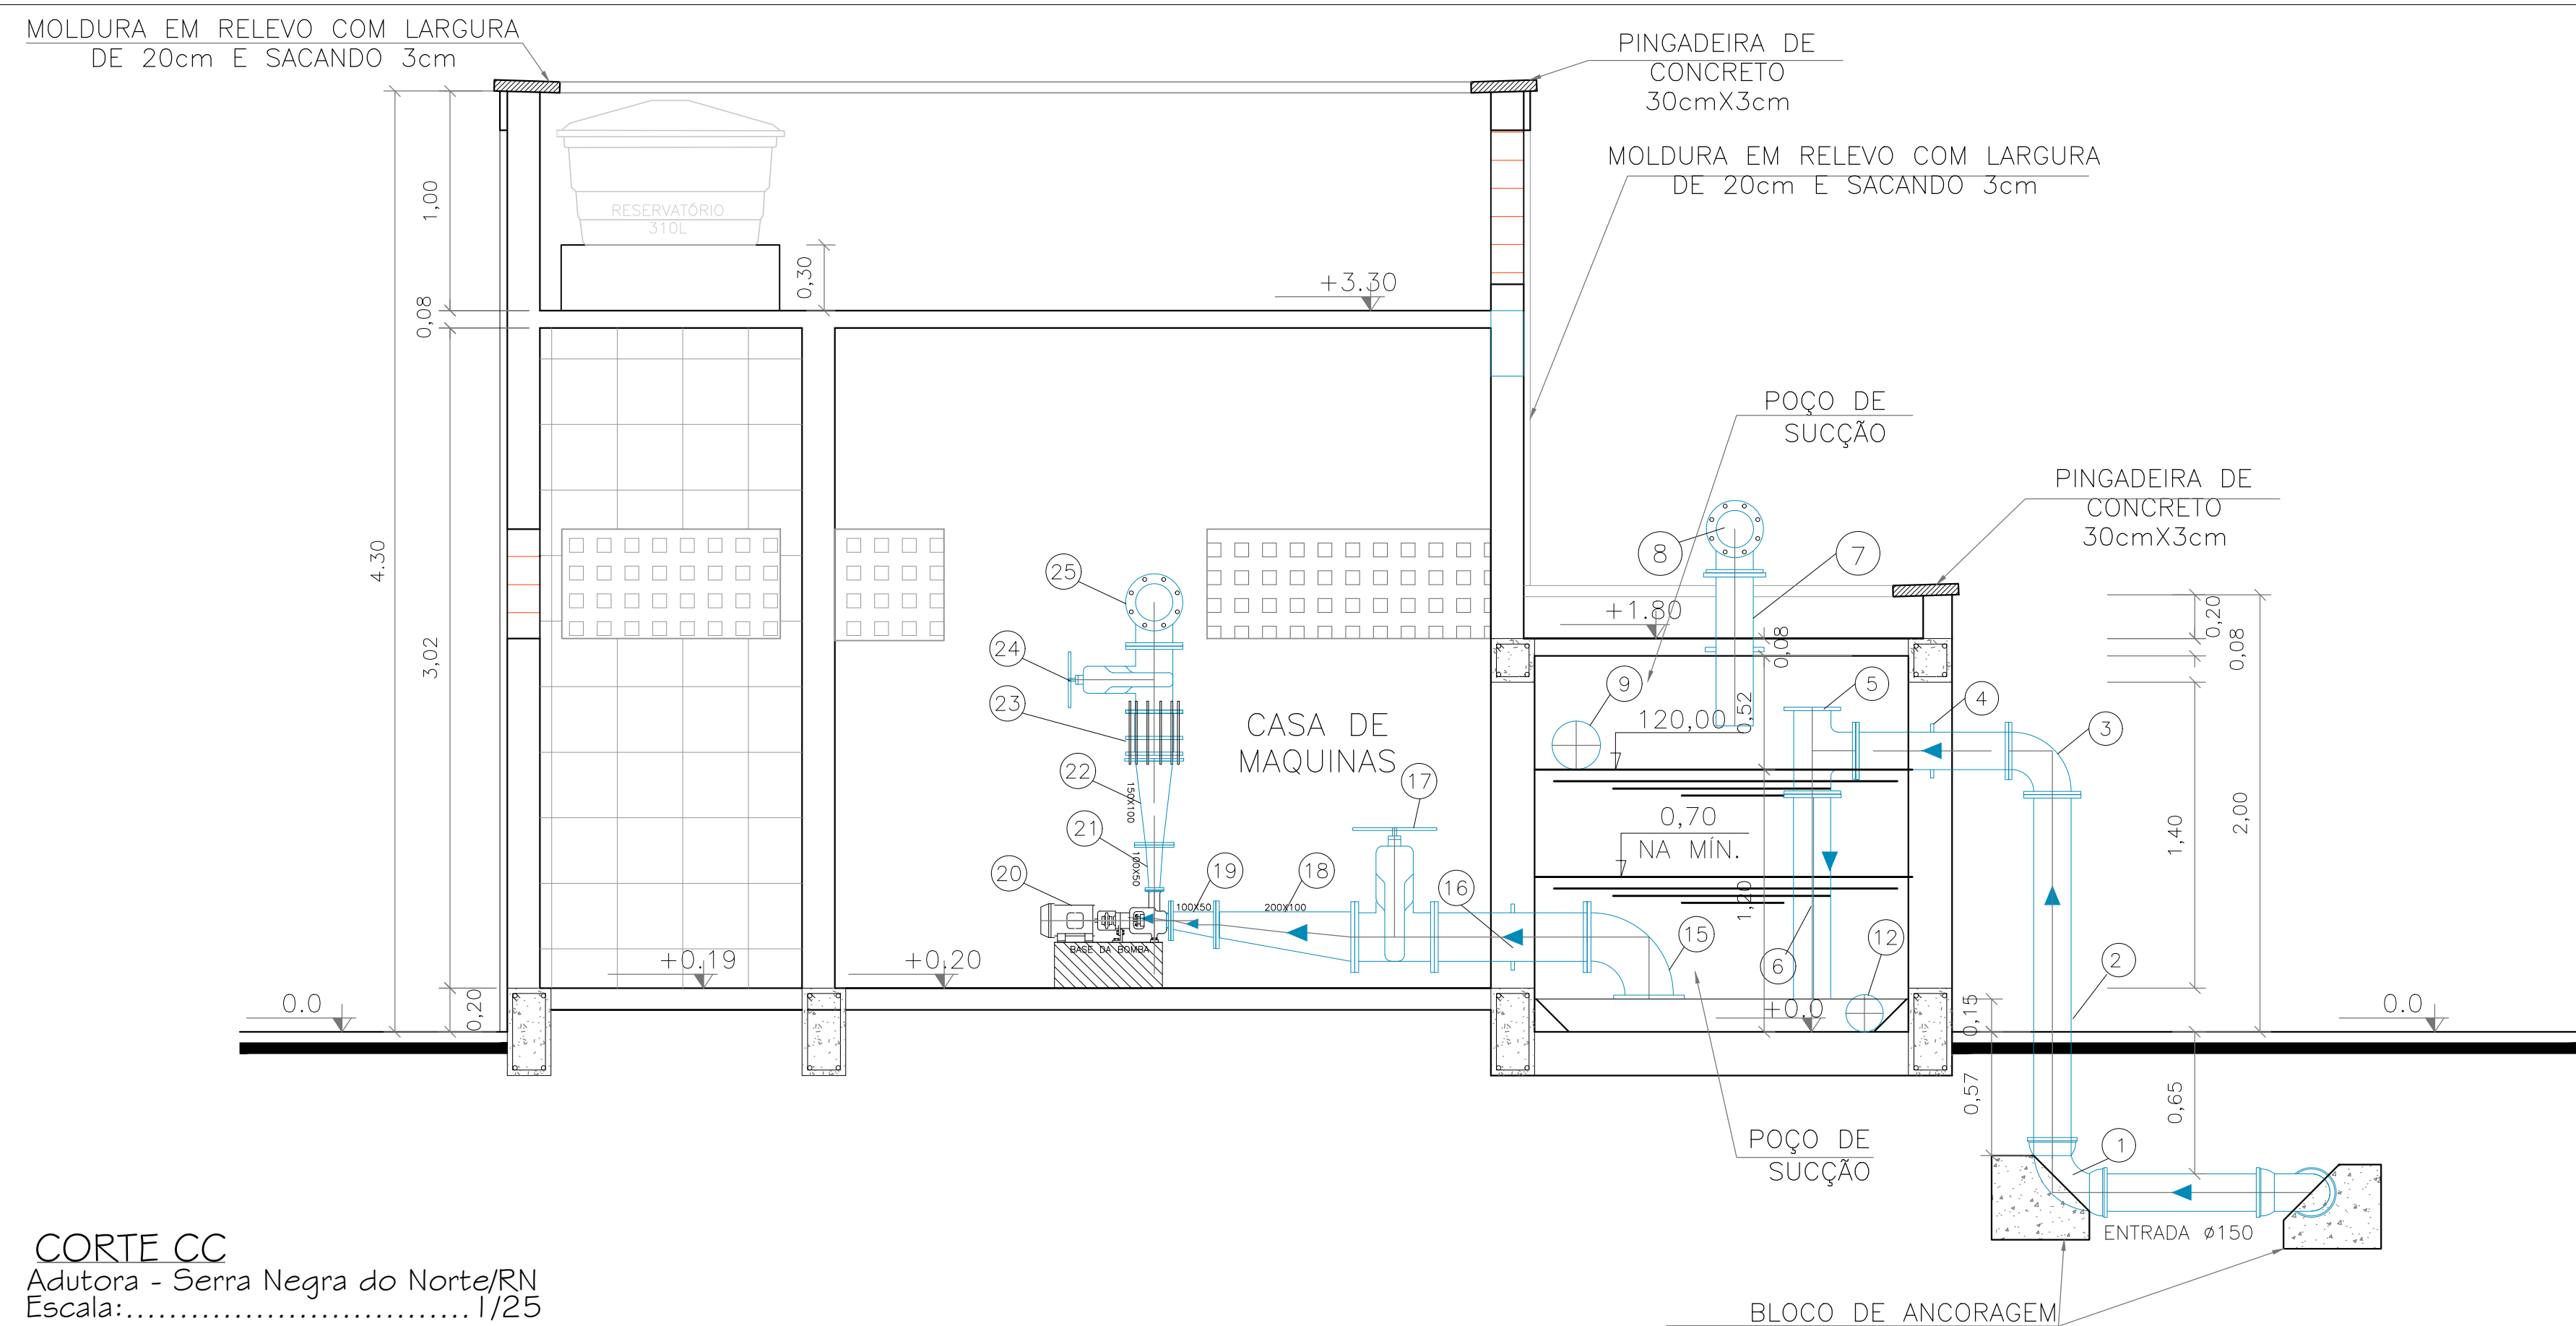 MOLDURA EM RELEVO COM LARGURA
DE 20cm E SACANDO 3cm
PINGADEIRA DE
CONCRETO
30cmX3cm
MOLDURA EM RELEVO COM LARGURA
DE 20cm E SACANDO 3cm
1,00
RESERVATÓRIO
310L
0,30
+3.30
0,08
POÇO DE
SUCÇÃO
PINGADEIRA DE
CONCRETO
30cmX3cm
4.30
3,02
8
7
25
+1.80
0,08
0,20
0,08
24
23
9
5
4
3
CASA DE
MAQUINAS
120,00
0,52
22
150X100
17
0,70
NA MÍN.
1,40
2,00
21
100X50
20
19
18
16
100X50
200X100
1,20
15
12
BASE DA BOMBA
+0.19
+0.20
6
2
0.0
0,20
+0.0
0,15
0.0
0,57
0,65
POÇO DE
SUCÇÃO
1
ENTRADA ø150
BLOCO DE ANCORAGEM
CORTE CC
Adutora - Serra Negra do Norte/RN
Escala:................................1/25